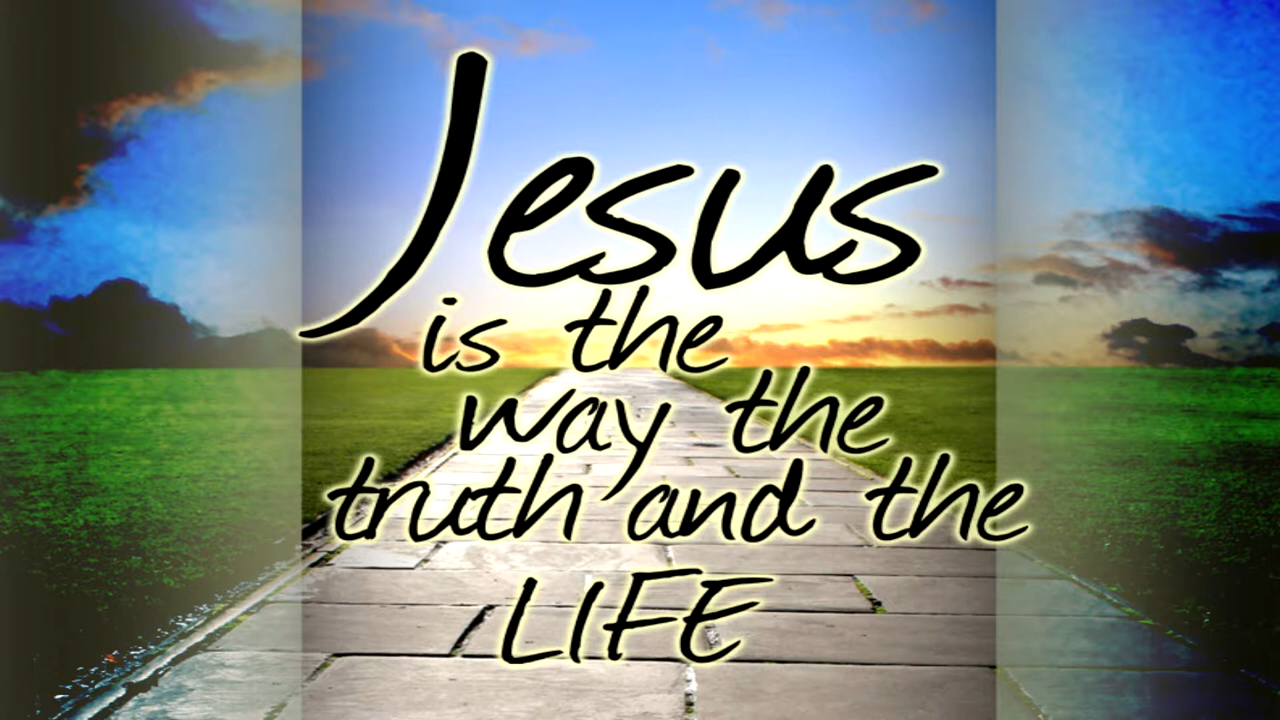 Jesus
is the
way the
truth and the
LIFE